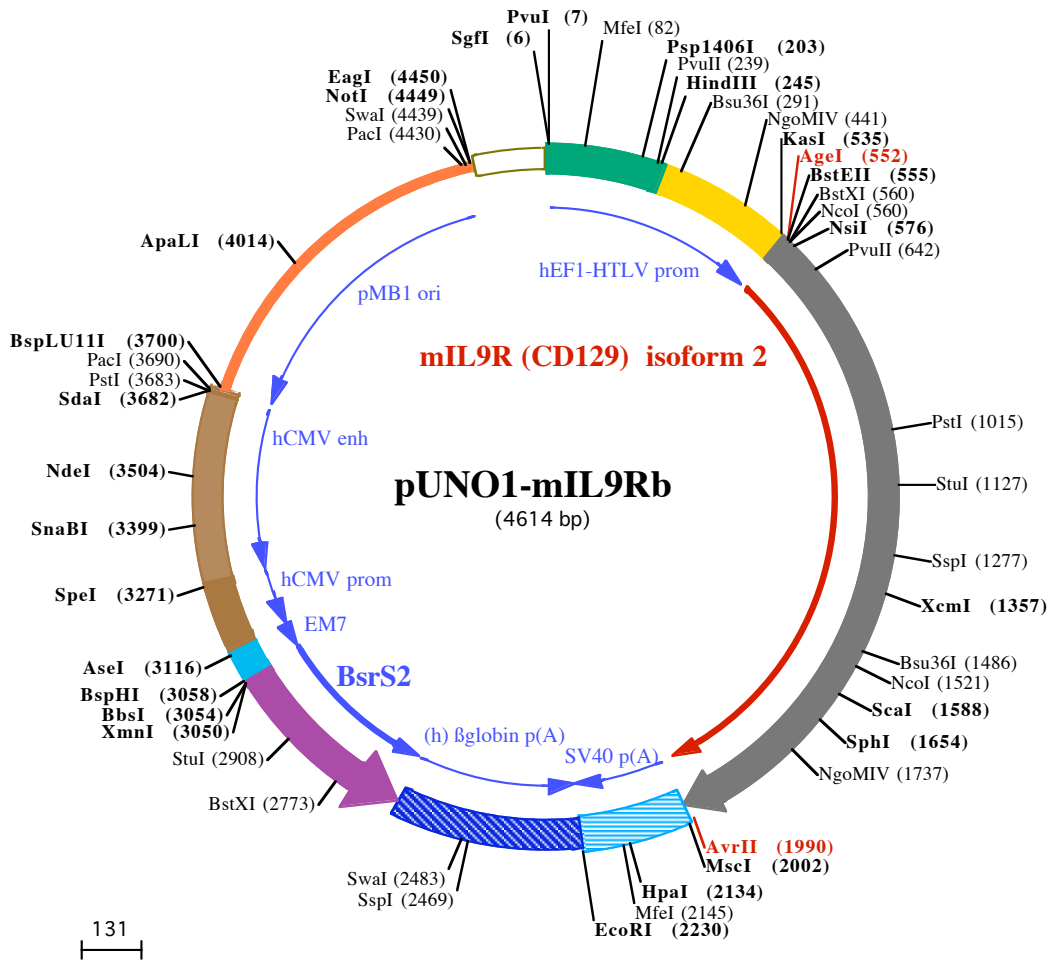 PvuI (7)
SgfI (6)
MfeI (82)
Psp1406I (203)
PvuII (239)
HindIII (245)
Bsu36I (291)
NgoMIV (441)
KasI (535)
AgeI (552)
BstEII (555)
BstXI (560)
NcoI (560)
NsiI (576)
PvuII (642)
EagI (4450)
NotI (4449)
SwaI (4439)
PacI (4430)
ApaLI (4014)
BspLU11I (3700)
PacI (3690)
PstI (3683)
SdaI (3682)
NdeI (3504)
SnaBI (3399)
SpeI (3271)
AseI (3116)
BspHI (3058)
BbsI (3054)
XmnI (3050)
StuI (2908)
BstXI (2773)
SwaI (2483)
SspI (2469)
PstI (1015)
StuI (1127)
SspI (1277)
XcmI (1357)
Bsu36I (1486)
NcoI (1521)
ScaI (1588)
SphI (1654)
NgoMIV (1737)
AvrII (1990)
MscI (2002)
HpaI (2134)
MfeI (2145)
EcoRI (2230)
hEF1-HTLV prom
pMB1 ori
mIL9R (CD129) isoform 2
hCMV enh
pUNO1-mIL9Rb
(4614 bp)
hCMV prom
EM7
BsrS2
(h) ßglobin p(A)
SV40 p(A)
131